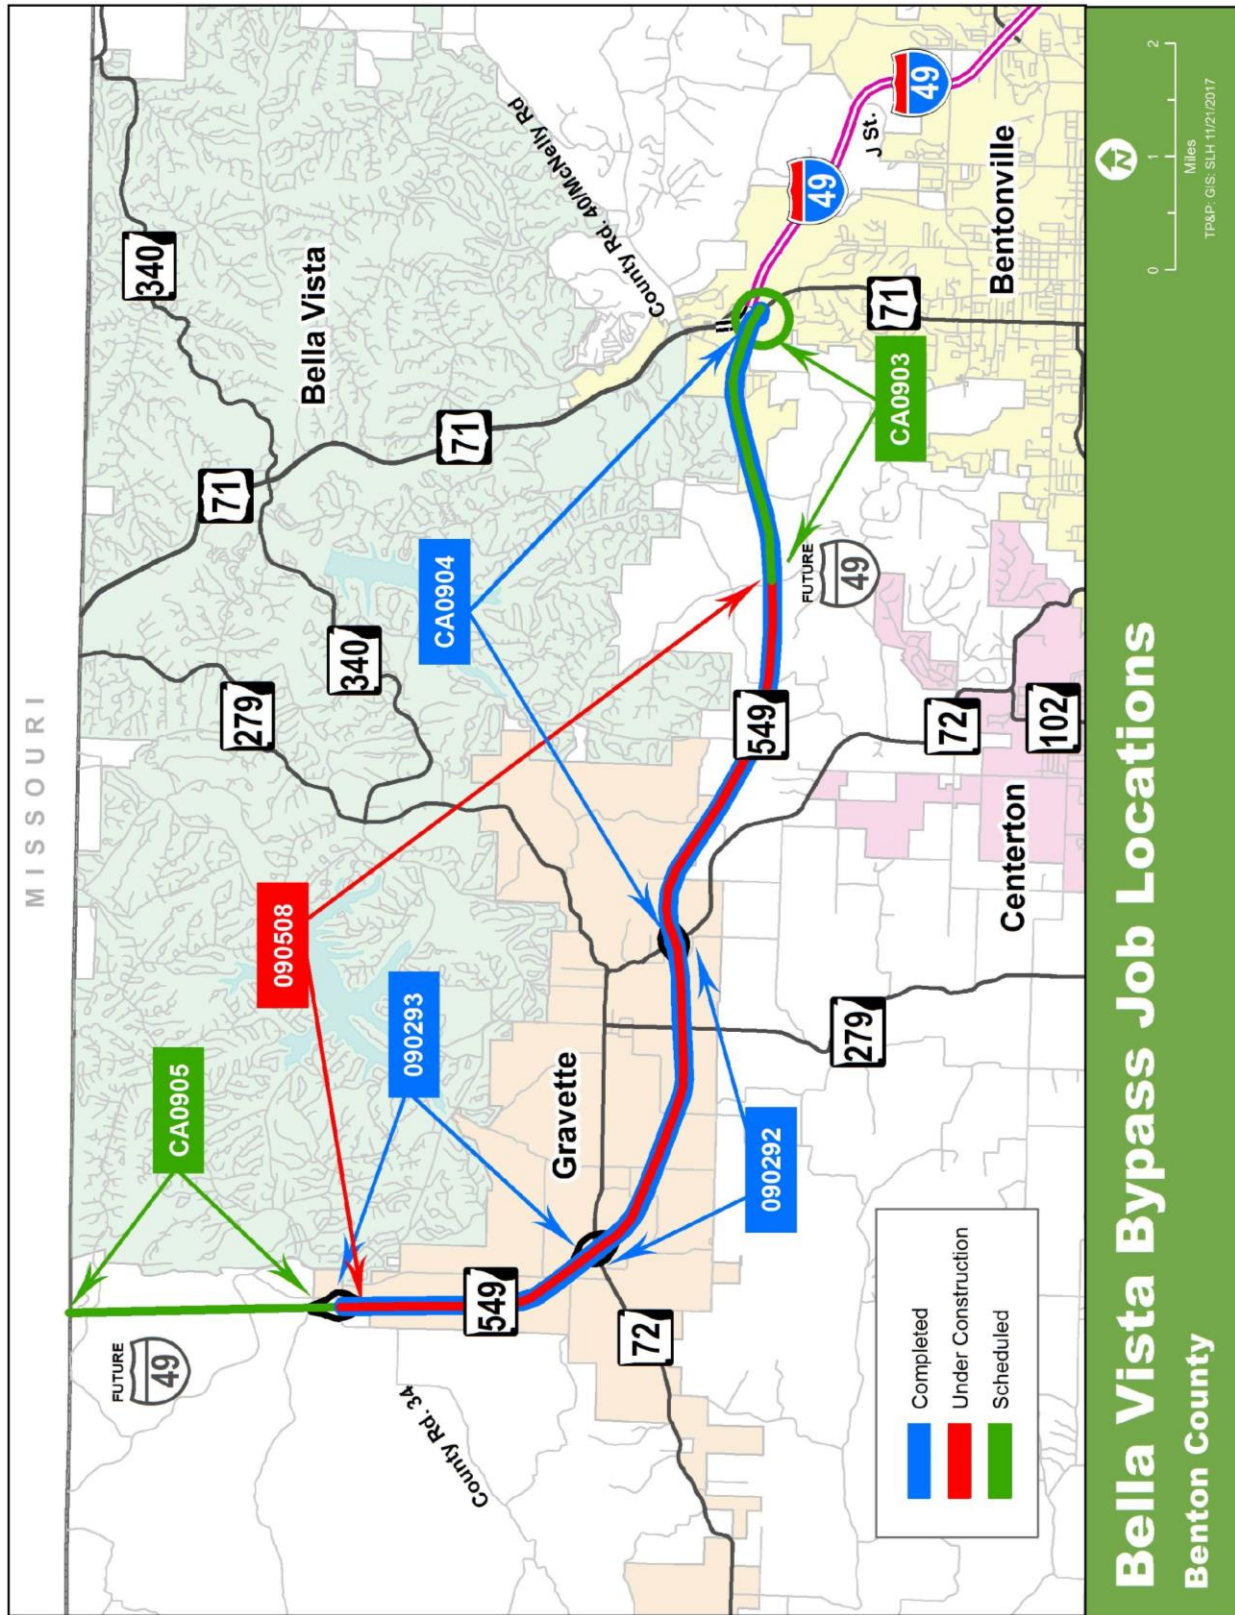 MISSOURI
FUTURE
49
CA0905
340
71
279
Bella Vista
090508
340
090293
County Rd. 34
71
CA0904
County Rd. 40/McNelly Rd
549
Gravette
72
090292
549
279
FUTURE
49
72
102
Centerton
49
J St.
49
71
CA0903
Bentonville
Completed
Under Construction
Scheduled
Bella Vista Bypass Job Locations
Benton County
N
0 1 2
Miles
TP&P: GIS: SLH 11/21/2017